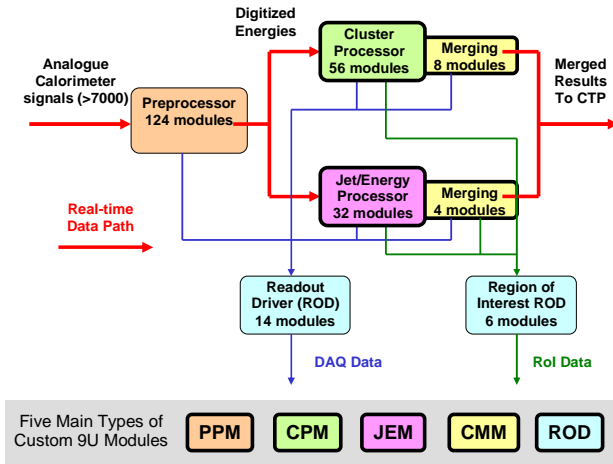 Digitized
Energies
Analogue
Calorimeter
signals (>7000)
Preprocessor
124 modules
Cluster
Processor
56 modules
Merging
8 modules
Merged
Results
To CTP
Jet/Energy
Processor
32 modules
Merging
4 modules
Real-time
Data Path
Readout
Driver (ROD)
14 modules
Region of
Interest ROD
6 modules
DAQ Data
RoI Data
Five Main Types of
Custom 9U Modules
PPM
CPM
JEM
CMM
ROD